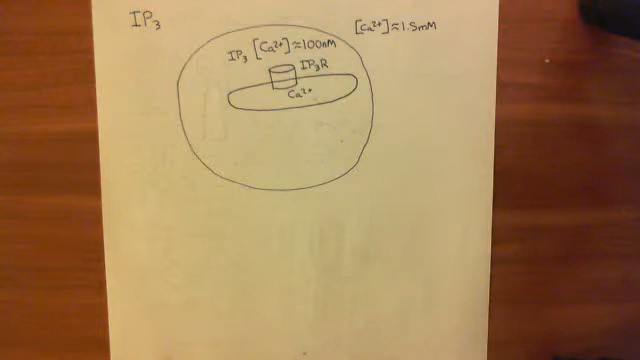 IP₃
[Ca²⁺] ≈ 1.5mM
IP₃ [Ca²⁺] ≈ 100nM
IP₃R
Ca²⁺